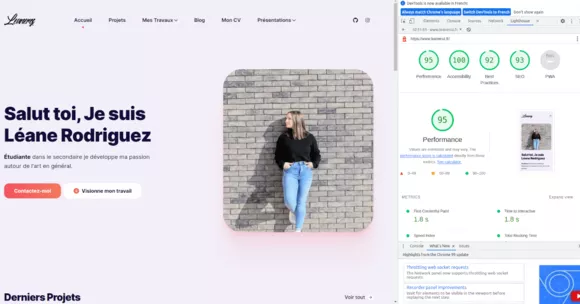 Leanerrg
Accueil
Projets
Mes Travaux
Blog
Mon CV
Présentations
Salut toi, Je suis
Léane Rodriguez
Étudiante dans le secondaire je développe ma passion
autour de l'art en général.
Contactez-moi
Visionne mon travail
Derniers Projets
Voir tout
DevTools is now available in French!
Always match Chrome's language
Switch DevTools to French
Don't show again
Elements
Console
Sources
Network
Lighthouse
95
100
92
93
Performance
Accessibility
Best
Practices
SEO
PWA
95
Performance
Values are estimated and may vary. The
performance score is calculated directly from these
metrics. See calculator.
0–49
50–89
90–100
Salut toi, Je suis
Léane Rodriguez
METRICS
Expand view
First Contentful Paint
1.8 s
Time to Interactive
1.8 s
Speed Index
Total Blocking Time
Console
What's New
Issues
Highlights from the Chrome 99 update
Throttling web socket requests
The Network panel now supports throttling web socket
requests.
Recorder panel improvements
Wait for elements to be visible in the viewport before
replaying the next step.